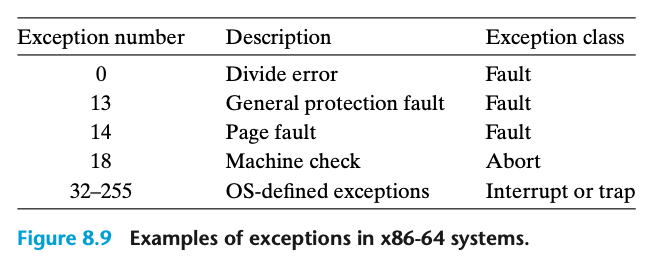 Exception number Description Exception class
0 Divide error Fault
13 General protection fault Fault
14 Page fault Fault
18 Machine check Abort
32–255 OS-defined exceptions Interrupt or trap
Figure 8.9 Examples of exceptions in x86-64 systems.